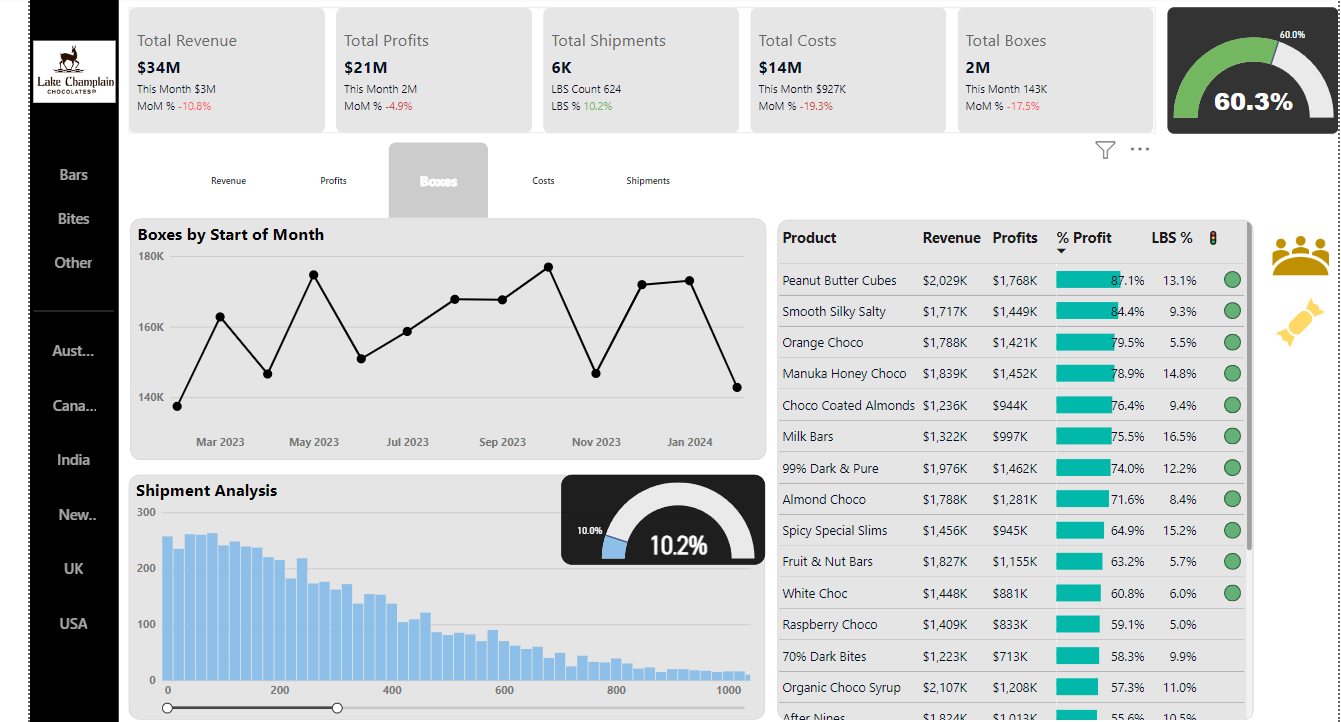 Lake Champlain
CHOCOLATES®
Bars
Bites
Other
Aust...
Cana...
India
New..
UK
USA
Total Revenue
$34M
This Month $3M
MoM % -10.8%
Total Profits
$21M
This Month 2M
MoM % -4.9%
Total Shipments
6K
LBS Count 624
LBS % 10.2%
Total Costs
$14M
This Month $927K
MoM % -19.3%
Total Boxes
2M
This Month 143K
MoM % -17.5%
60.0%
60.3%
Revenue
Profits
Boxes
Costs
Shipments
Boxes by Start of Month
180K
160K
140K
Mar 2023 May 2023 Jul 2023 Sep 2023 Nov 2023 Jan 2024
Shipment Analysis
10.0%
10.2%
300
200
100
0
0 200 400 600 800 1000
Product Revenue Profits % Profit LBS %
Peanut Butter Cubes $2,029K $1,768K 87.1% 13.1%
Smooth Silky Salty $1,717K $1,449K 84.4% 9.3%
Orange Choco $1,788K $1,421K 79.5% 5.5%
Manuka Honey Choco $1,839K $1,452K 78.9% 14.8%
Choco Coated Almonds $1,236K $944K 76.4% 9.4%
Milk Bars $1,322K $997K 75.5% 16.5%
99% Dark & Pure $1,976K $1,462K 74.0% 12.2%
Almond Choco $1,788K $1,281K 71.6% 8.4%
Spicy Special Slims $1,456K $945K 64.9% 15.2%
Fruit & Nut Bars $1,827K $1,155K 63.2% 5.7%
White Choc $1,448K $881K 60.8% 6.0%
Raspberry Choco $1,409K $833K 59.1% 5.0%
70% Dark Bites $1,223K $713K 58.3% 9.9%
Organic Choco Syrup $2,107K $1,208K 57.3% 11.0%
After Nines $1,824K $1,013K 55.6% 10.5%